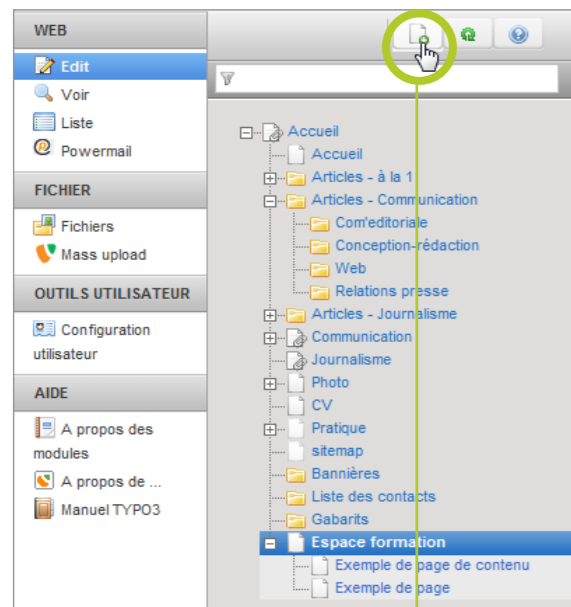 WEB
Edit
Voir
Liste
Powermail
FICHIER
Fichiers
Mass upload
OUTILS UTILISATEUR
Configuration
utilisateur
AIDE
A propos des
modules
A propos de ...
Manuel TYPO3
Accueil
Accueil
Articles - à la 1
Articles - Communication
Com'editoriale
Conception-rédaction
Web
Relations presse
Articles - Journalisme
Communication
Journalisme
Photo
CV
Pratique
sitemap
Bannières
Liste des contacts
Gabarits
Espace formation
Exemple de page de contenu
Exemple de page